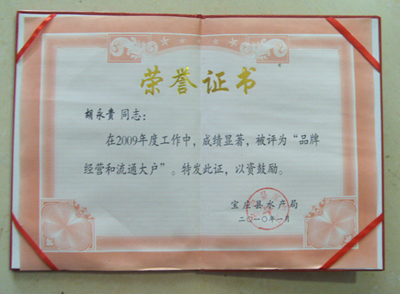 荣誉证书
胡永贵 同志：
在2009年度工作中，成绩显著，被评为“品牌
经营和流通大户”。特发此证，以资鼓励。
宝应县水产局
二〇一〇年一月